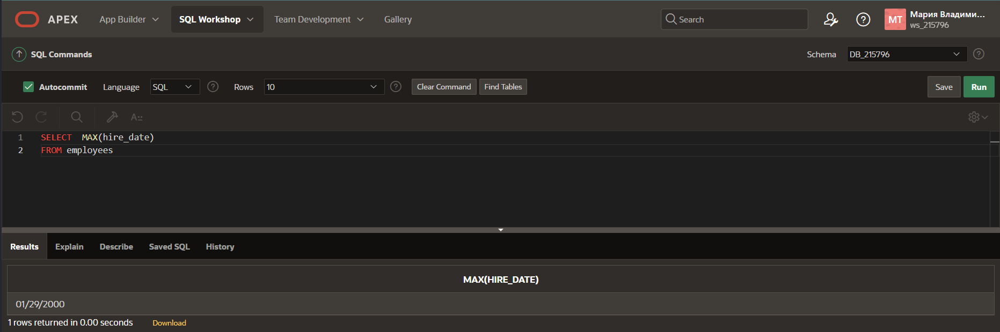 APEX App Builder SQL Workshop Team Development Gallery Search MT Мария Владими...
ws_215796
SQL Commands Schema DB_215796
Autocommit Language SQL Rows 10 Clear Command Find Tables Save Run
A::
1 SELECT  MAX(hire_date)
2 FROM employees
Results Explain Describe Saved SQL History
MAX(HIRE_DATE)
01/29/2000
1 rows returned in 0.00 seconds Download